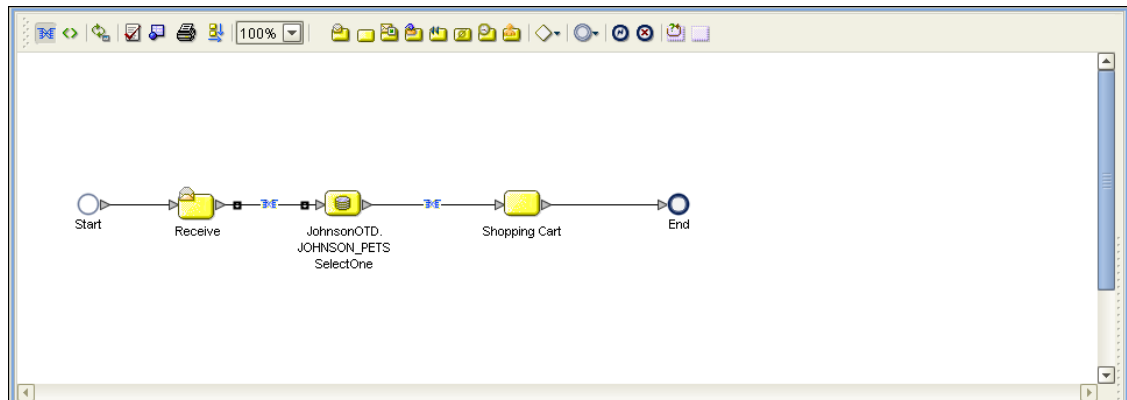 100%
Start
Receive
JohnsonOTD.
JOHNSON_PETS
SelectOne
Shopping Cart
End